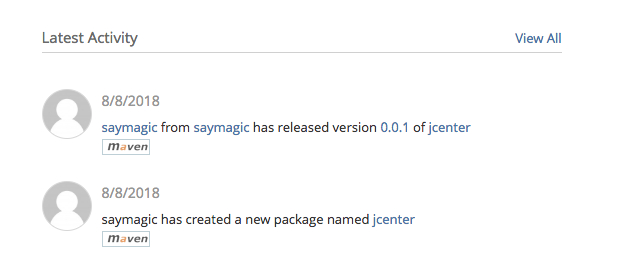 Latest Activity
View All
8/8/2018
saymagic from saymagic has released version 0.0.1 of jcenter
maven
8/8/2018
saymagic has created a new package named jcenter
maven